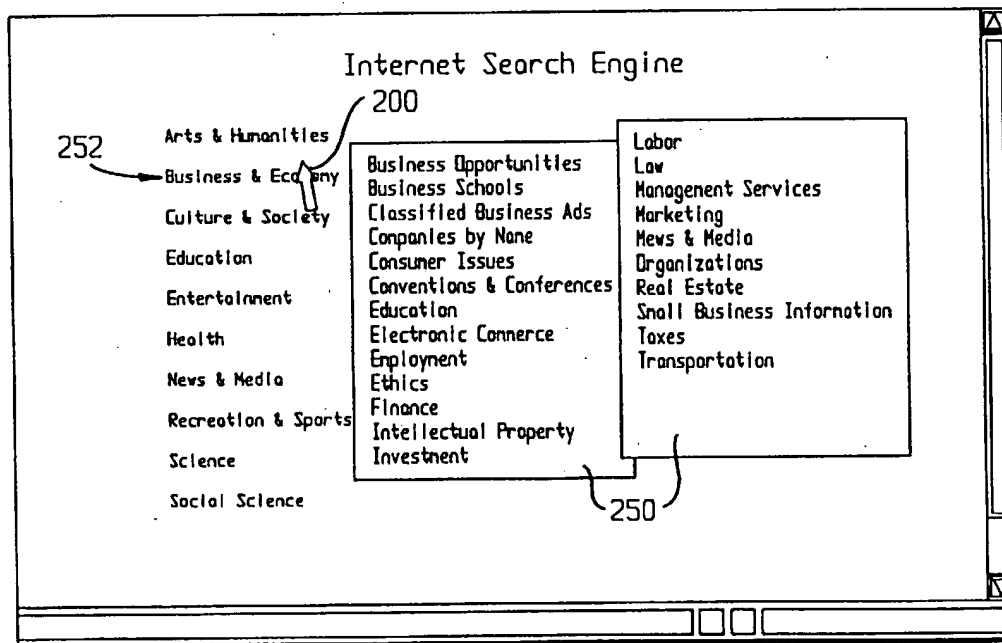 Internet Search Engine
200
252
Arts & Humanities
Business & Economy
Culture & Society
Education
Entertainment
Health
News & Media
Recreation & Sports
Science
Social Science
Business Opportunities
Business Schools
Classified Business Ads
Companies by Name
Consumer Issues
Conventions & Conferences
Education
Electronic Commerce
Employment
Ethics
Finance
Intellectual Property
Investment
Labor
Law
Management Services
Marketing
News & Media
Organizations
Real Estate
Small Business Information
Taxes
Transportation
250